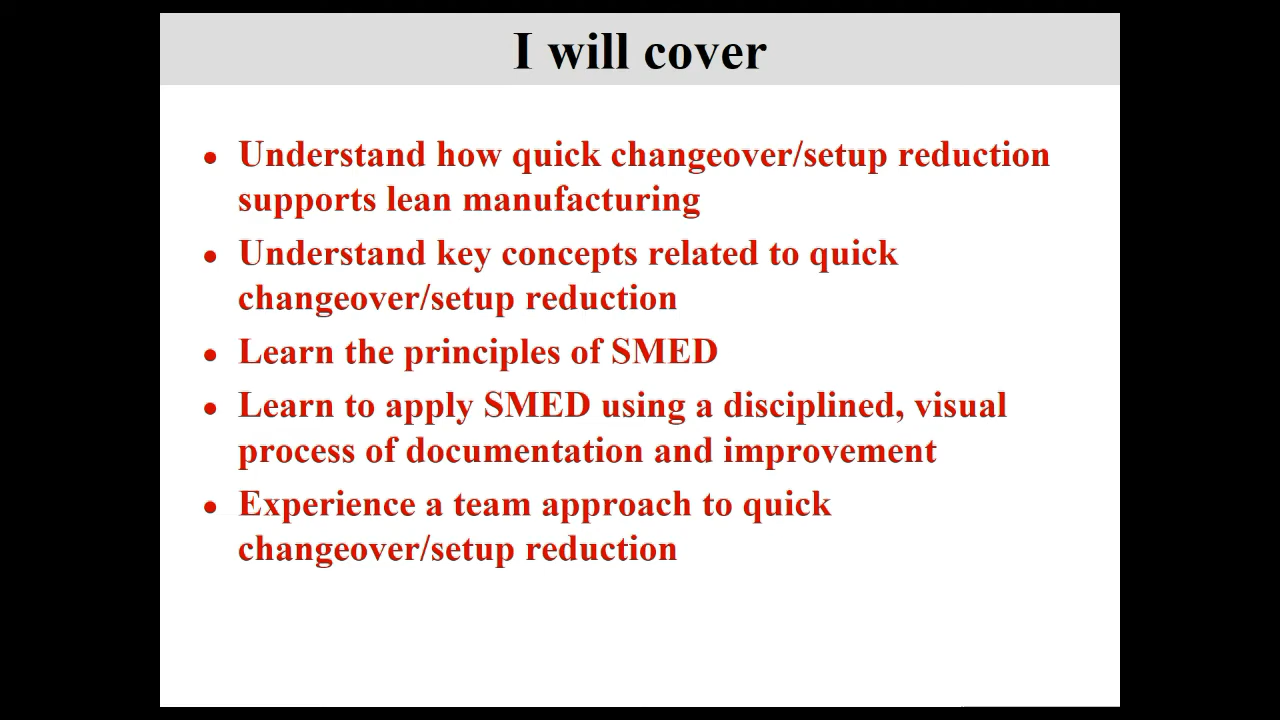 I will cover
• Understand how quick changeover/setup reduction
supports lean manufacturing
• Understand key concepts related to quick
changeover/setup reduction
• Learn the principles of SMED
• Learn to apply SMED using a disciplined, visual
process of documentation and improvement
• Experience a team approach to quick
changeover/setup reduction